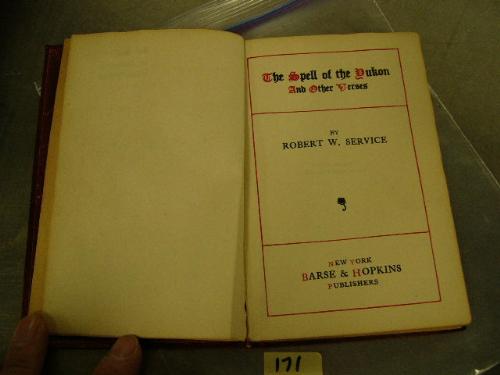 The Spell of the Yukon
And Other Verses
BY
ROBERT W. SERVICE
NEW YORK
BARSE & HOPKINS
PUBLISHERS
171